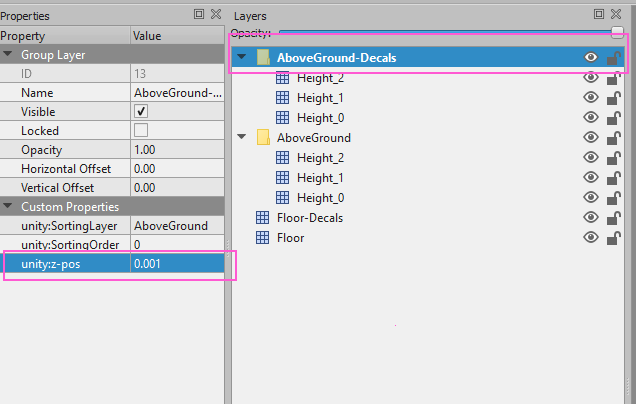 Properties
Property Value
Group Layer
ID 13
Name AboveGround-...
Visible
Locked
Opacity 1.00
Horizontal Offset 0.00
Vertical Offset 0.00
Custom Properties
unity:SortingLayer AboveGround
unity:SortingOrder 0
unity:z-pos 0.001
Layers
Opacity:
AboveGround-Decals
Height_2
Height_1
Height_0
AboveGround
Height_2
Height_1
Height_0
Floor-Decals
Floor